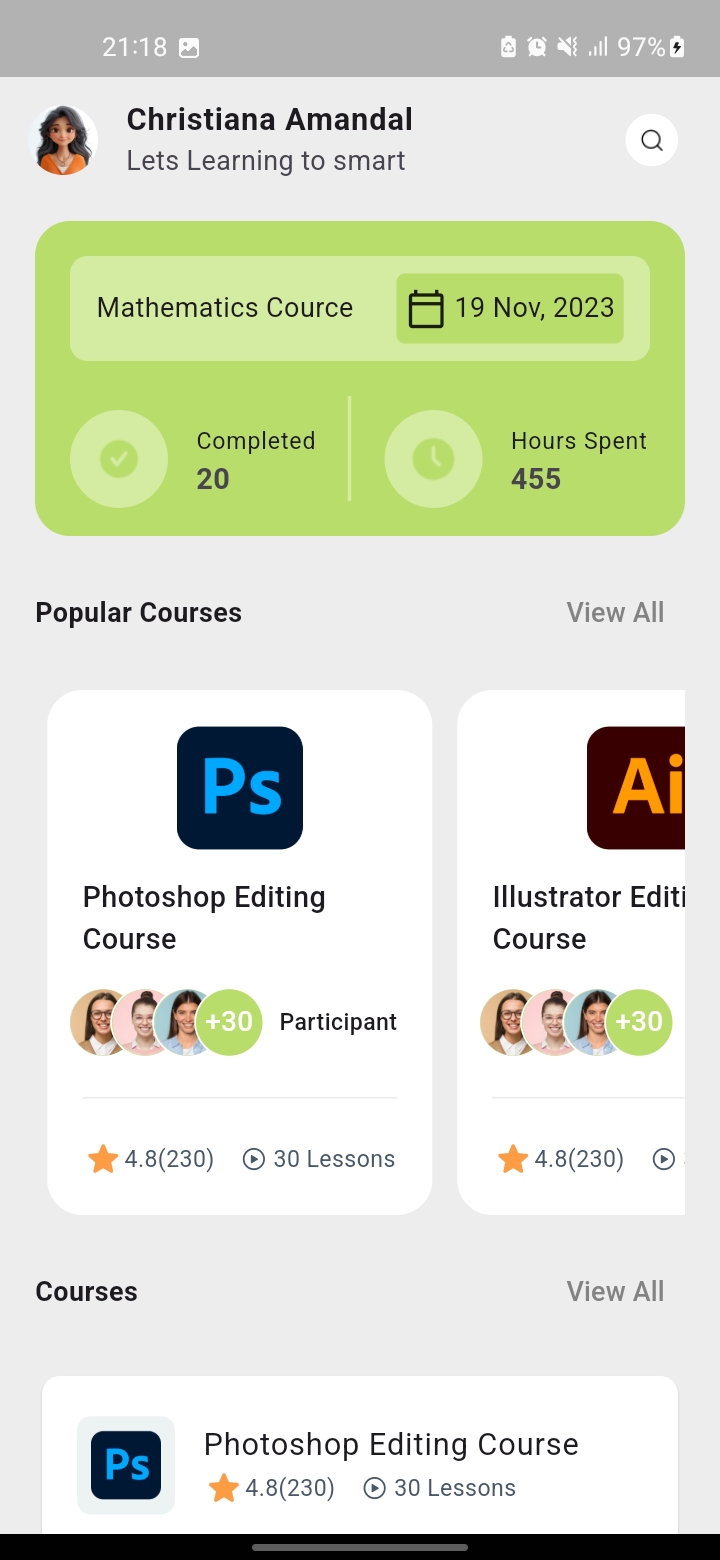 21:18 97%
Christiana Amandal
Lets Learning to smart
Mathematics Cource 19 Nov, 2023
Completed Hours Spent
20 455
Popular Courses View All
Ps Ai
Photoshop Editing Illustrator Editi
Course Course
+30 Participant +30
4.8(230) 30 Lessons 4.8(230)
Courses View All
Ps Photoshop Editing Course
4.8(230) 30 Lessons